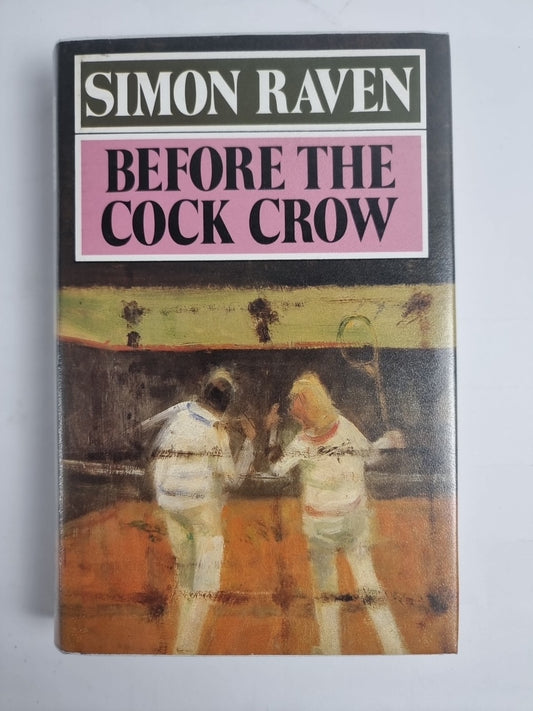 SIMON RAVEN
BEFORE THE
COCK CROW